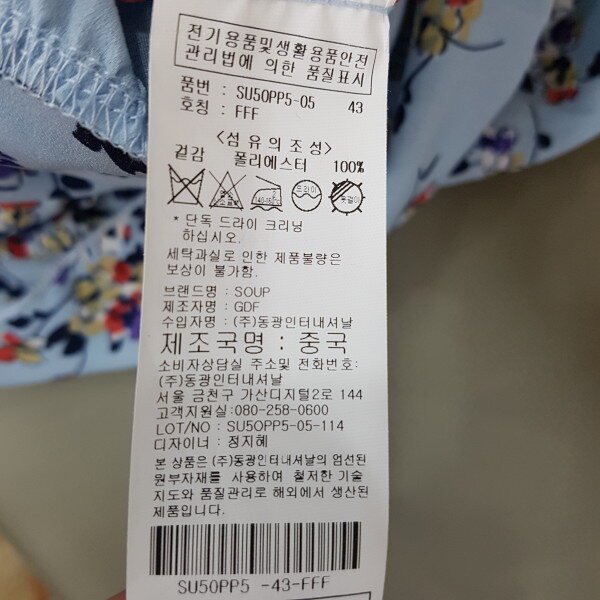 전기용품및생활용품안전
관리법에 의한 품질표시
품번 : SU50PP5-05 43
호칭 : FFF
<섬유의조성>
겉감 폴리에스터 100%
드라이
옷걸이
* 단독 드라이 크리닝
하십시오.
세탁과실로 인한 제품불량은
보상이 불가함.
브랜드명 : SOUP
제조자명 : GDF
수입자명 : (주)동광인터내셔날
제조국명 : 중국
소비자상담실 주소및 전화번호:
(주)동광인터내셔날
서울 금천구 가산디지털2로 144
고객지원실:080-258-0600
LOT/NO : SU5OPP5-05-114
디자이너 : 정지혜
본 상품은 (주)동광인터내셔날의 엄선된
원부자재를 사용하여 철저한 기술
지도와 품질관리로 해외에서 생산된
제품입니다.
SU50PP5 -43-FFF